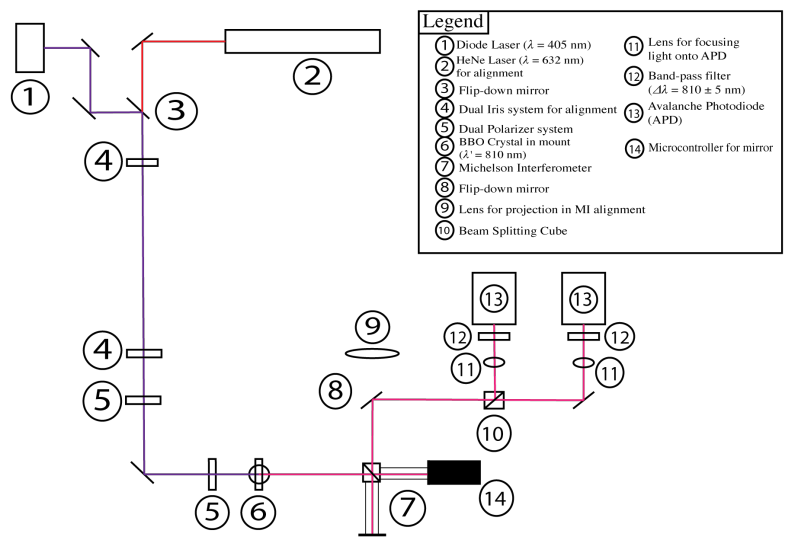 Legend
1 Diode Laser (λ = 405 nm)
2 HeNe Laser (λ = 632 nm)
for alignment
3 Flip-down mirror
4 Dual Iris system for alignment
5 Dual Polarizer system
6 BBO Crystal in mount
(λ' = 810 nm)
7 Michelson Interferometer
8 Flip-down mirror
9 Lens for projection in MI alignment
10 Beam Splitting Cube
11 Lens for focusing
light onto APD
12 Band-pass filter
(Δλ = 810 ± 5 nm)
13 Avalanche Photodiode
(APD)
14 Microcontroller for mirror
1
2
3
4
13
13
9
12
12
4
11
11
8
5
10
5
6
7
14